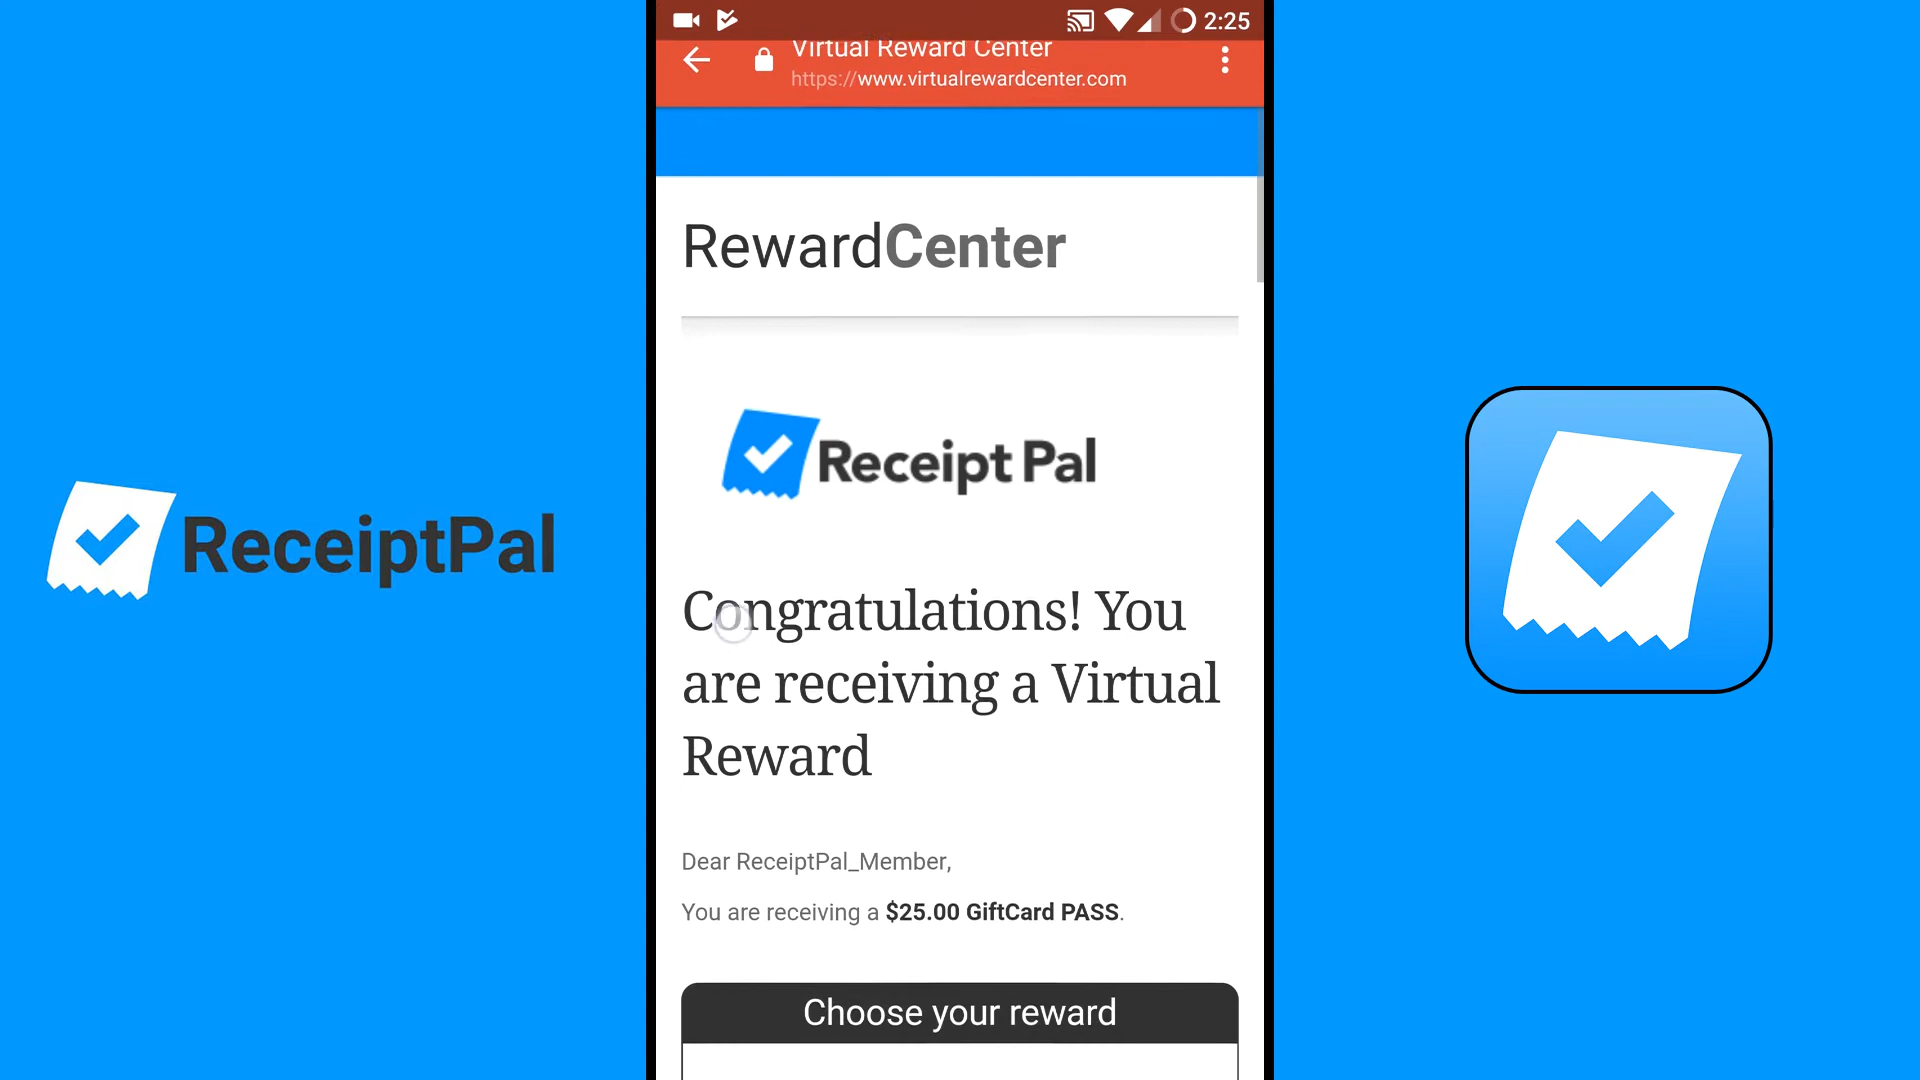 2:25
Virtual Reward Center
https://www.virtualrewardcenter.com
RewardCenter
Receipt Pal
ReceiptPal
Congratulations! You
are receiving a Virtual
Reward
Dear ReceiptPal_Member,
You are receiving a $25.00 GiftCard PASS.
Choose your reward